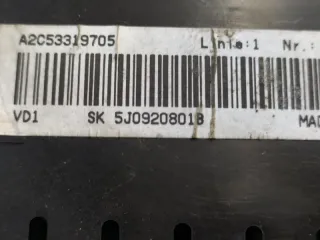 A2C53319705 Linie:1 Nr.:
VD1 SK 5J0920801B MAD